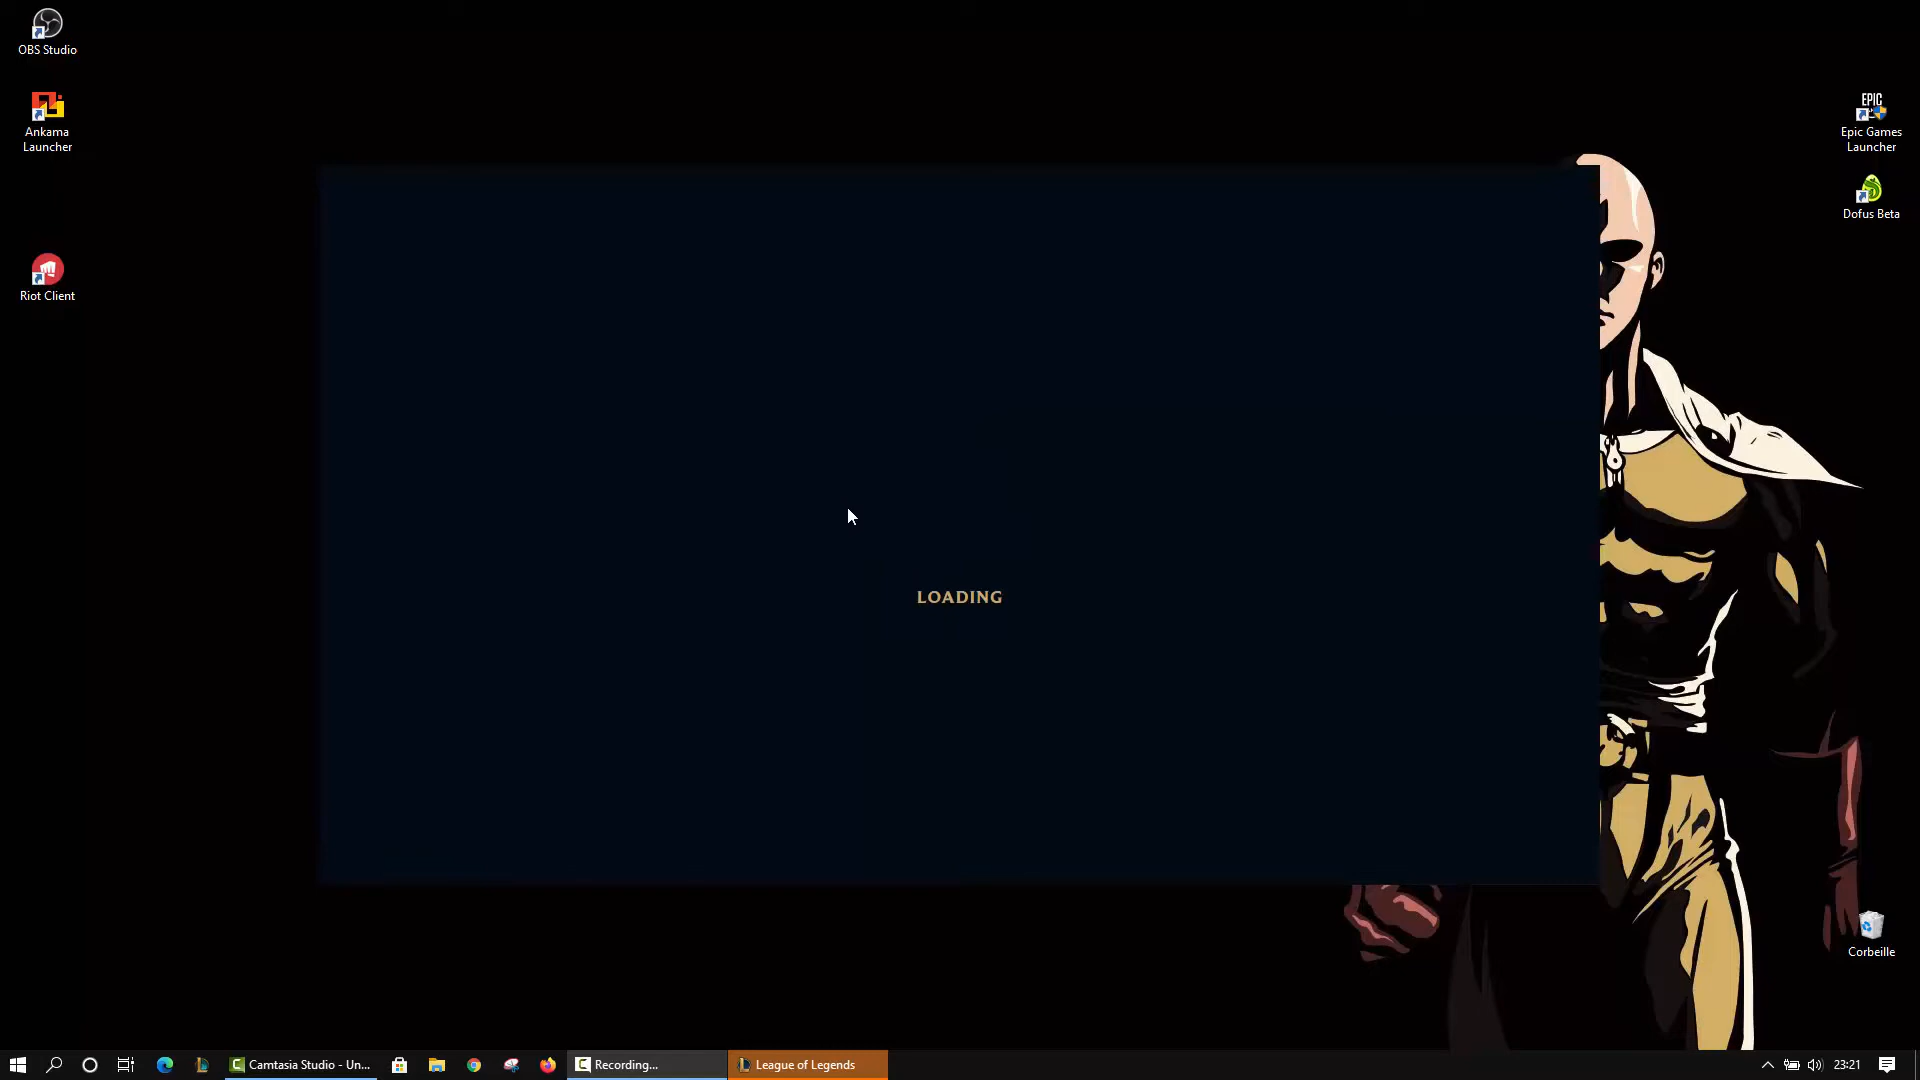 OBS Studio
Ankama
Launcher
EPIC
Epic Games
Launcher
Dofus Beta
Riot Client
LOADING
Corbeille
Camtasia Studio - Un...
Recording...
League of Legends
23:21